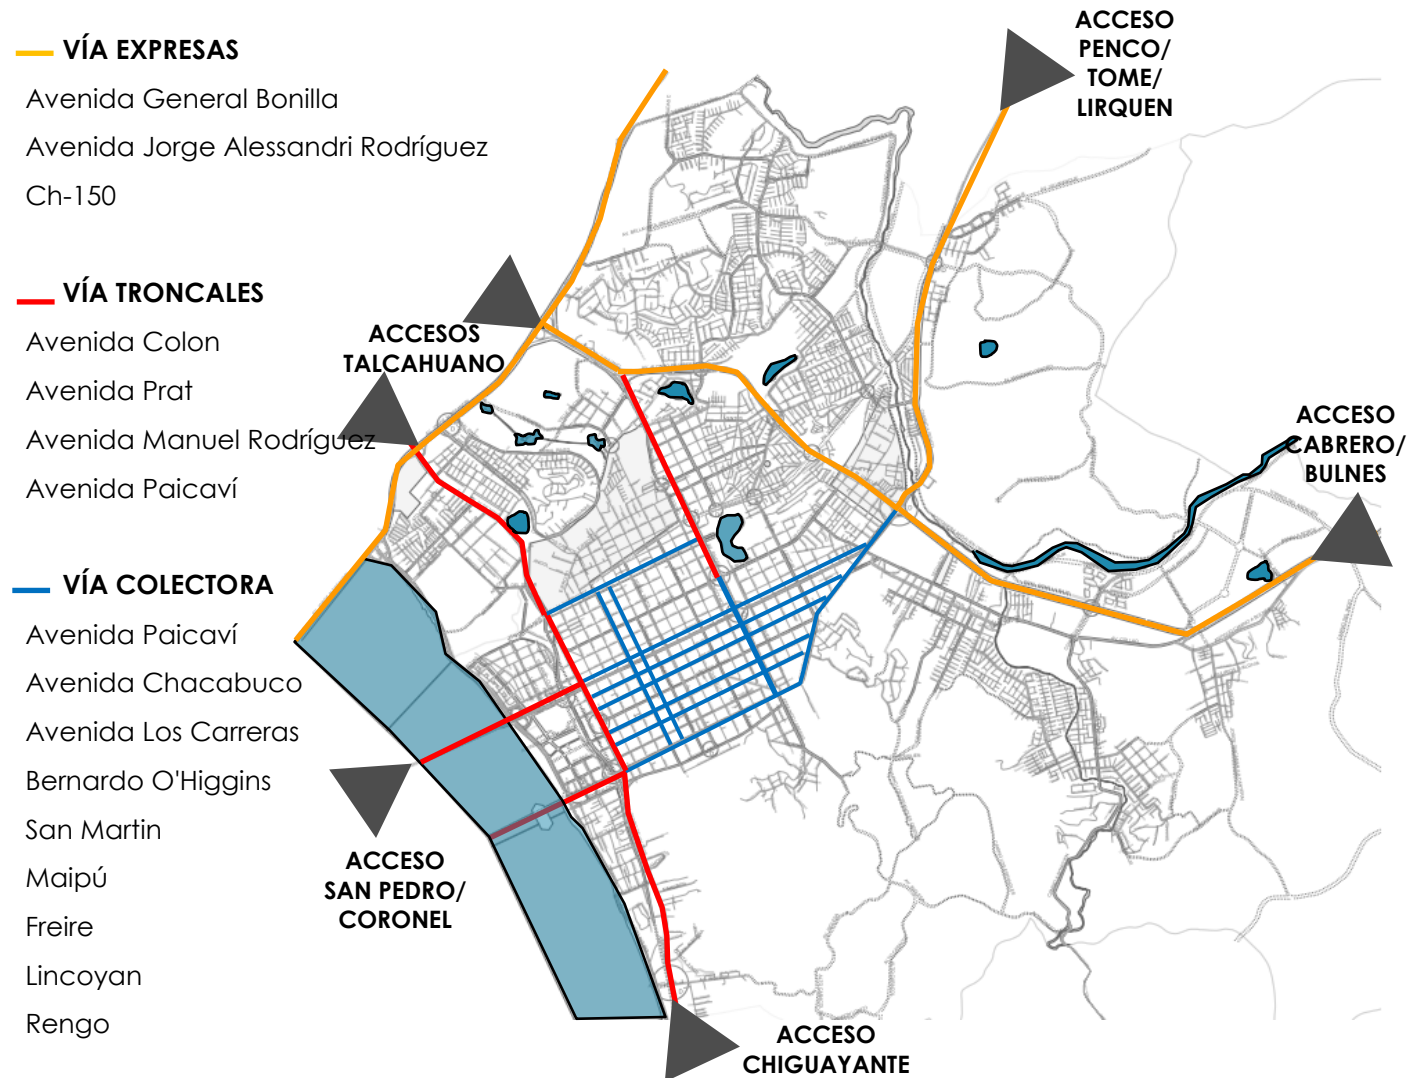 VÍA EXPRESAS
Avenida General Bonilla
Avenida Jorge Alessandri Rodríguez
Ch-150
VÍA TRONCALES
Avenida Colon
Avenida Prat
Avenida Manuel Rodríguez
Avenida Paicaví
VÍA COLECTORA
Avenida Paicaví
Avenida Chacabuco
Avenida Los Carreras
Bernardo O'Higgins
San Martin
Maipú
Freire
Lincoyan
Rengo
ACCESO
PENCO/
TOME/
LIRQUEN
ACCESOS
TALCAHUANO
ACCESO
CABRERO/
BULNES
ACCESO
SAN PEDRO/
CORONEL
ACCESO
CHIGUAYANTE